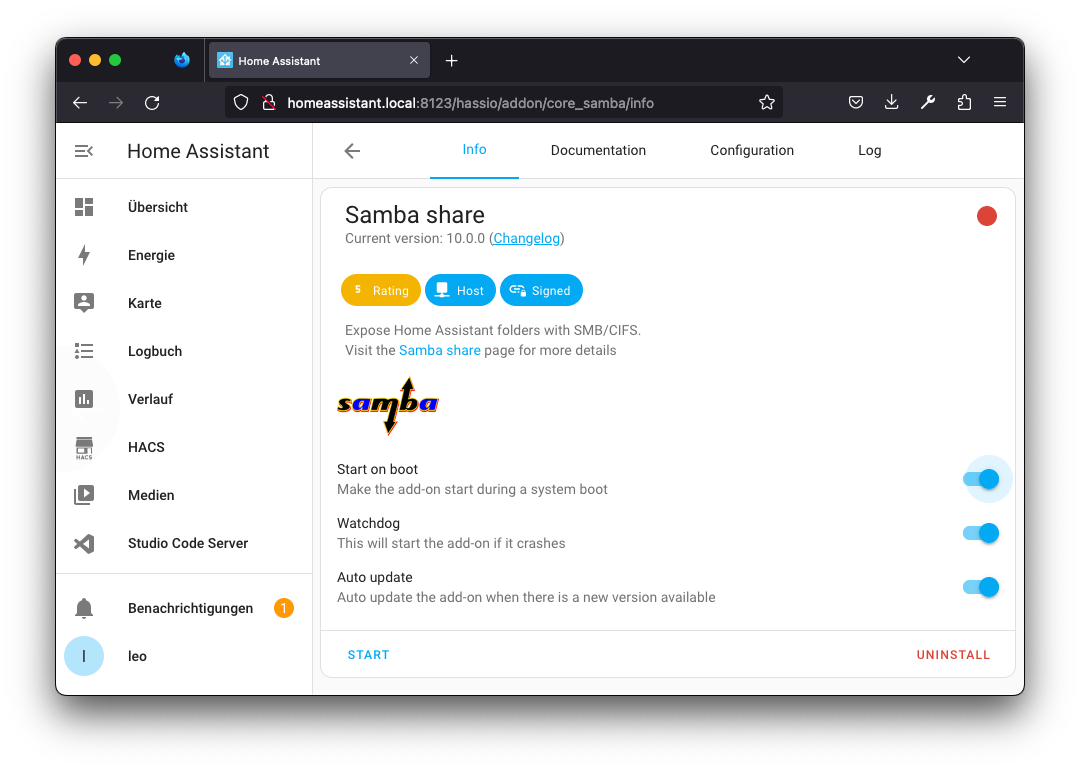 Home Assistant
homeassistant.local:8123/hassio/addon/core_samba/info
Home Assistant
Info
Documentation
Configuration
Log
Übersicht
Energie
Karte
Logbuch
Verlauf
HACS
HACS
Medien
Studio Code Server
Benachrichtigungen
1
l
leo
Samba share
Current version: 10.0.0 (Changelog)
5 Rating
Host
Signed
Expose Home Assistant folders with SMB/CIFS.
Visit the Samba share page for more details
samba
Start on boot
Make the add-on start during a system boot
Watchdog
This will start the add-on if it crashes
Auto update
Auto update the add-on when there is a new version available
START
UNINSTALL